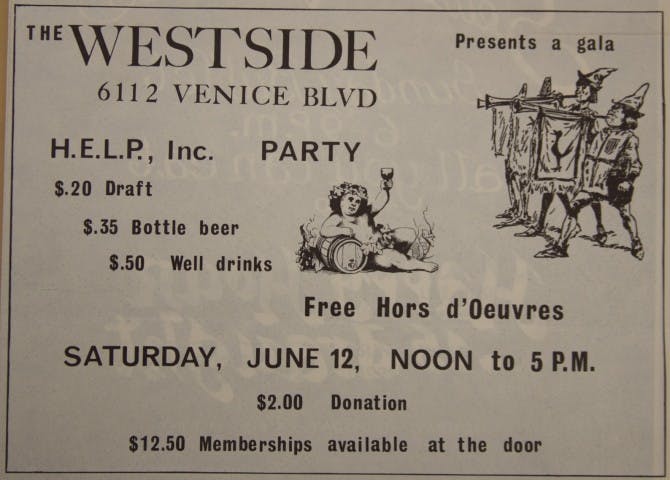 THE WESTSIDE
Presents a gala
6112 VENICE BLVD
H.E.L.P., Inc. PARTY
$.20 Draft
$.35 Bottle beer
$.50 Well drinks
Free Hors d'Oeuvres
SATURDAY, JUNE 12, NOON to 5 P.M.
$2.00 Donation
$12.50 Memberships available at the door